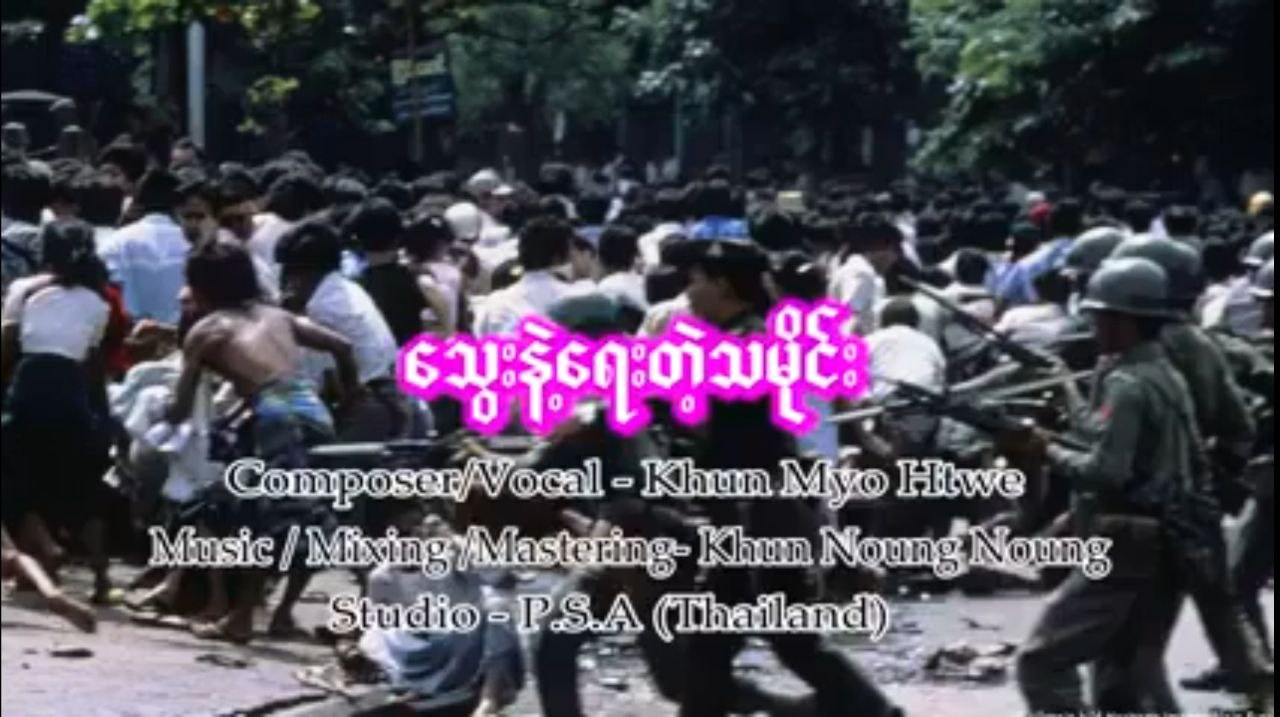 သွေးနဲ့ရေးတဲ့သမိုင်း
Composer/Vocal - Khun Myo Htwe
Music / Mixing /Mastering- Khun Noung Noung
Studio - P.S.A (Thailand)